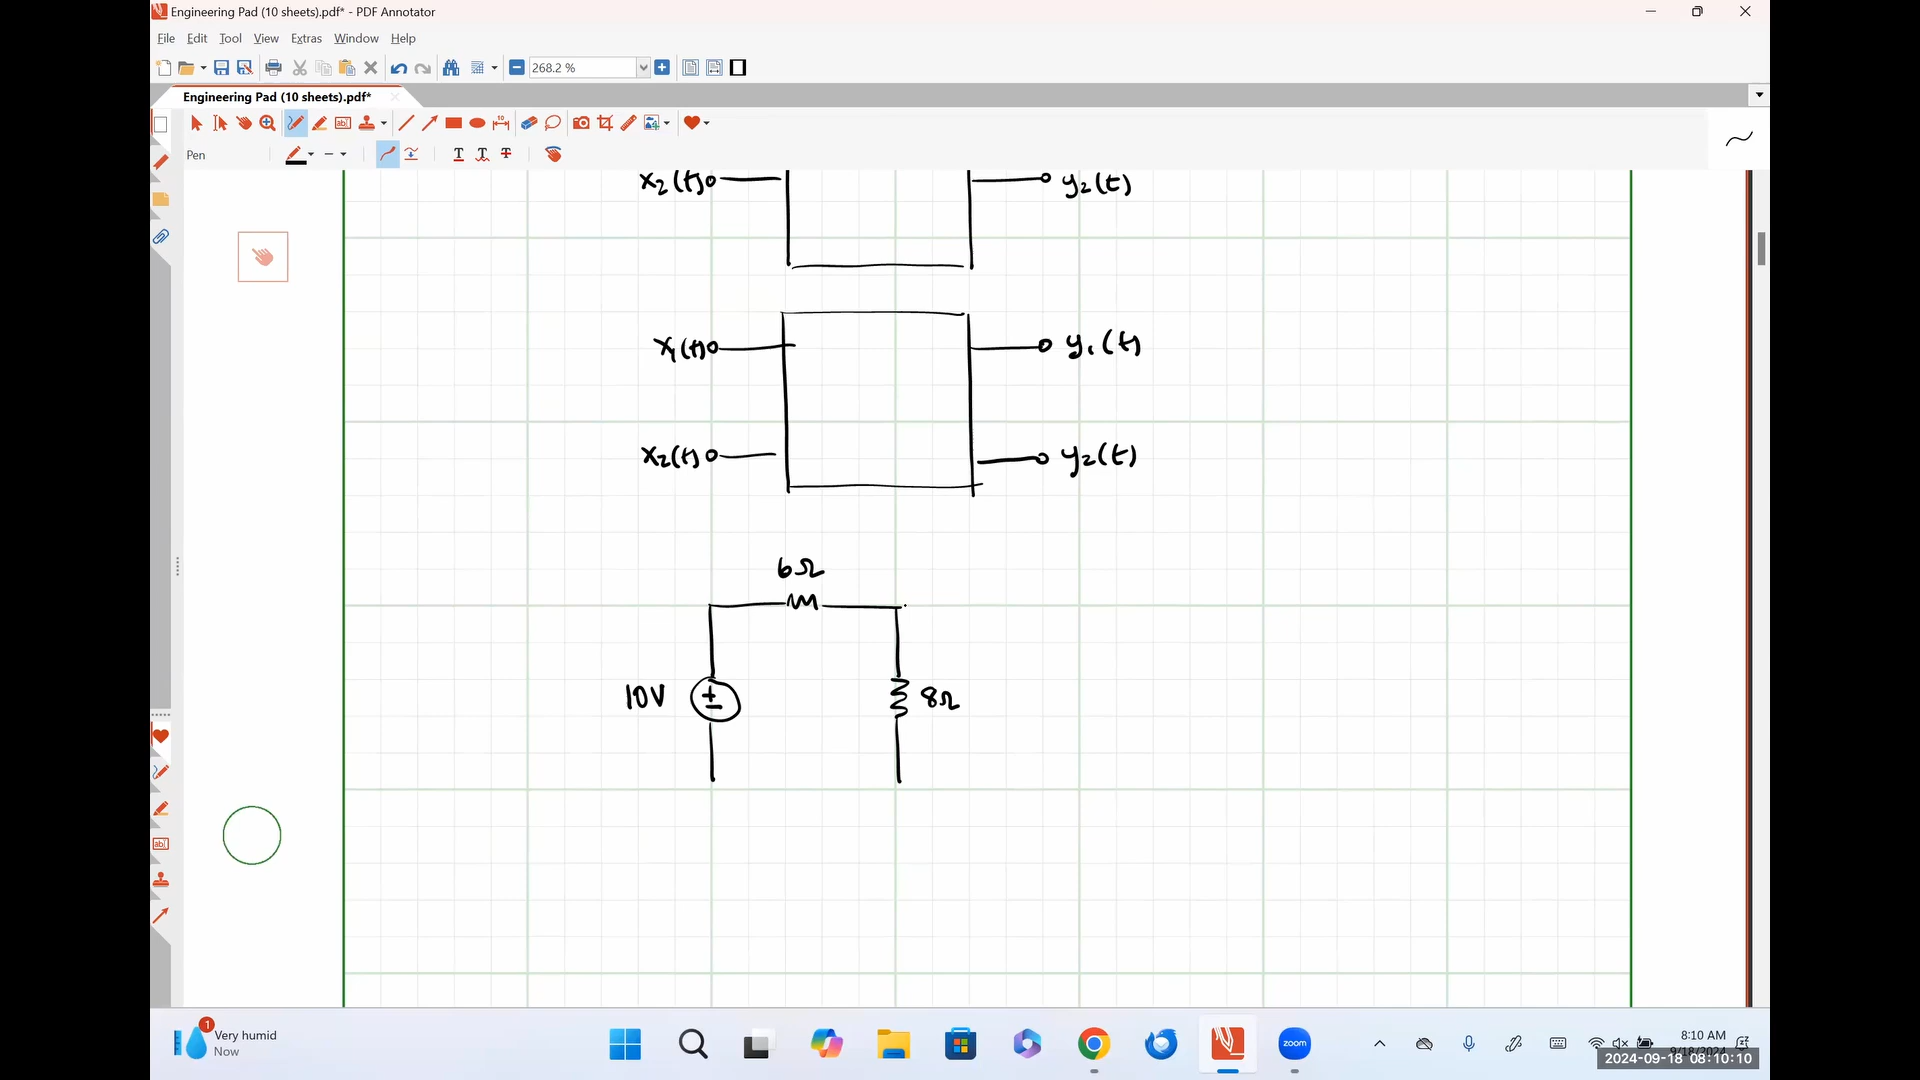 Engineering Pad (10 sheets).pdf* - PDF Annotator
File Edit Tool View Extras Window Help
268.2 %
Engineering Pad (10 sheets).pdf*
Pen
x₂(t) y₂(t)
x₁(t) y₁(t)
x₂(t) y₂(t)
6Ω
10V + − 8Ω
1
Very humid
Now
zoom
8:10 AM
2024-09-18 08:10:10